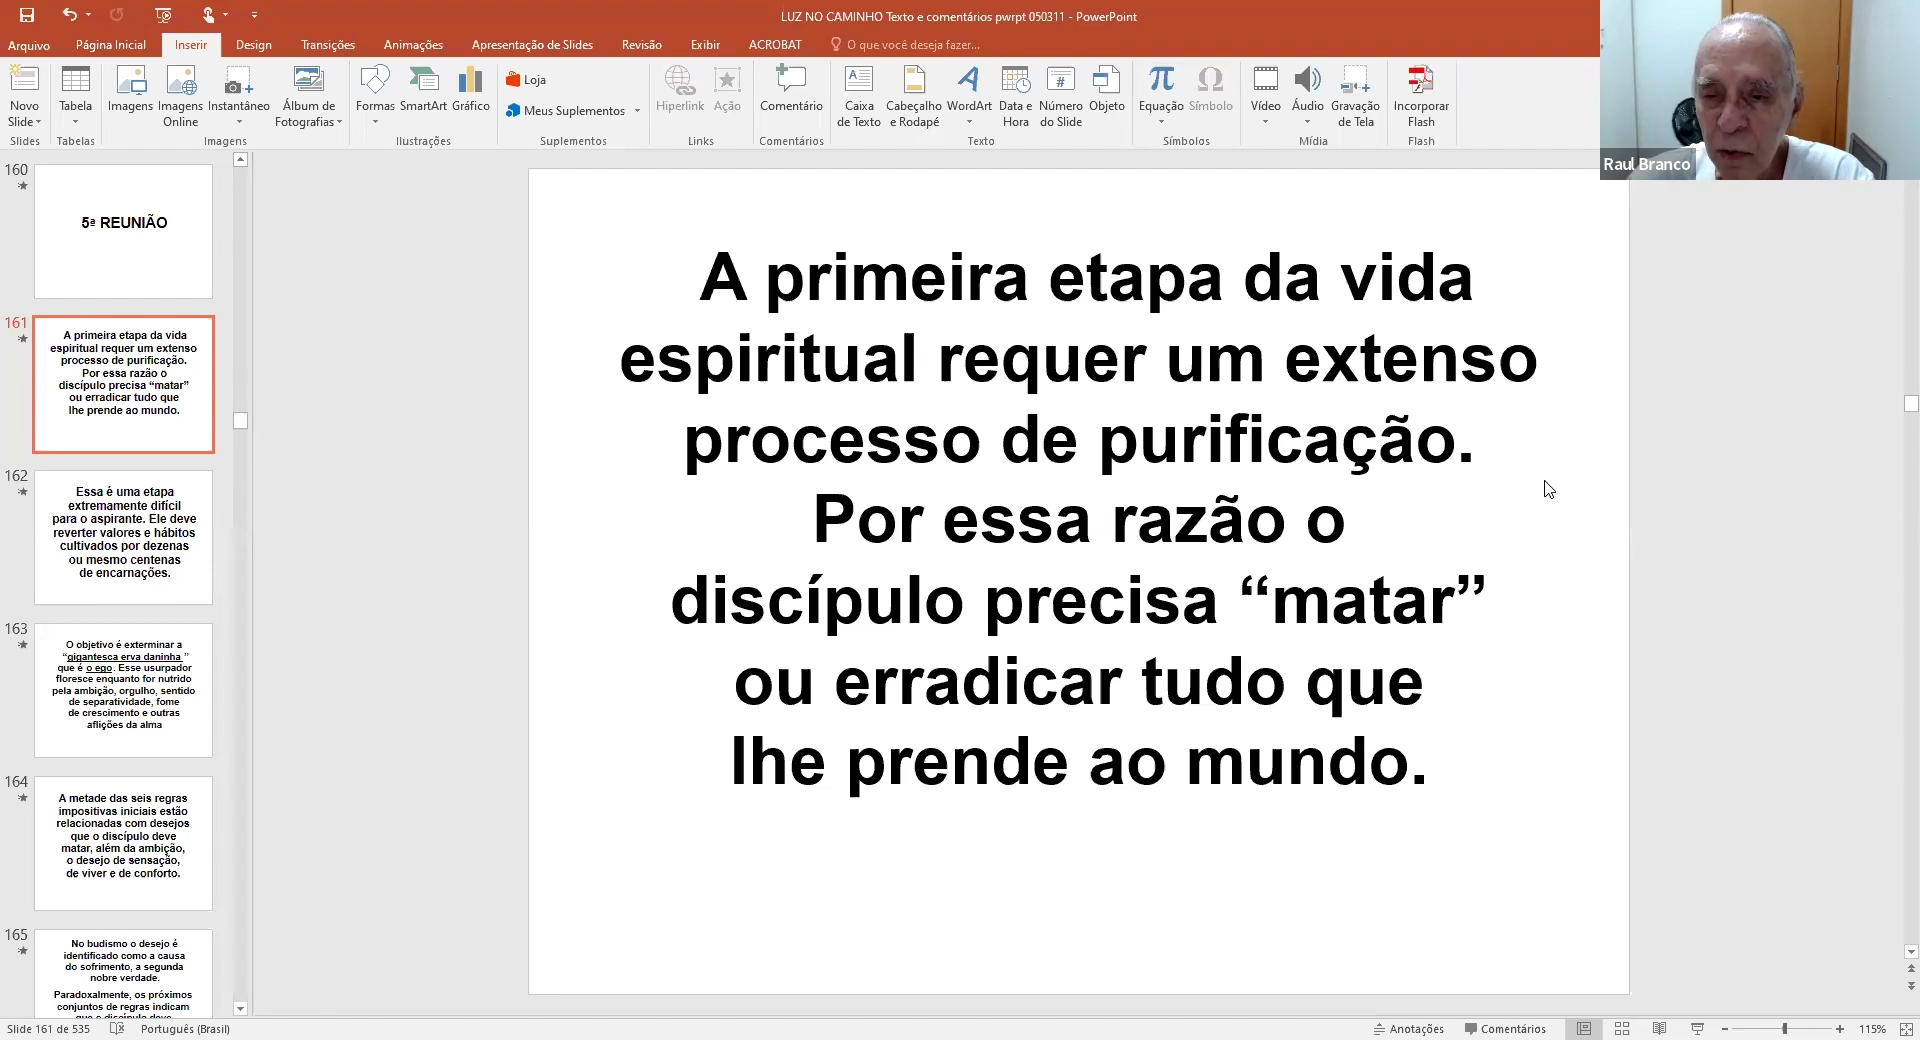 LUZ NO CAMINHO Texto e comentários pwrpt 050311 - PowerPoint
Arquivo Página Inicial Inserir Design Transições Animações Apresentação de Slides Revisão Exibir ACROBAT O que você deseja fazer...
Novo Slide
Tabela
Imagens
Imagens Online
Instantâneo
Álbum de Fotografias
Formas
SmartArt
Gráfico
Loja
Meus Suplementos
Hiperlink
Ação
Comentário
Caixa de Texto
Cabeçalho e Rodapé
WordArt
Data e Hora
Número do Slide
Objeto
Equação
Símbolo
Vídeo
Áudio
Gravação de Tela
Incorporar Flash
Slides Tabelas Imagens Ilustrações Suplementos Links Comentários Texto Símbolos Mídia Flash
Raul Branco
160
5ª REUNIÃO
161
A primeira etapa da vida
espiritual requer um extenso
processo de purificação.
Por essa razão o
discípulo precisa “matar”
ou erradicar tudo que
lhe prende ao mundo.
162
Essa é uma etapa
extremamente difícil
para o aspirante. Ele deve
reverter valores e hábitos
cultivados por dezenas
ou mesmo centenas
de encarnações.
163
O objetivo é exterminar a
“gigantesca erva daninha ”
que é o ego. Esse usurpador
floresce enquanto for nutrido
pela ambição, orgulho, sentido
de separatividade, fome
de crescimento e outras
aflições da alma
164
A metade das seis regras
impositivas iniciais estão
relacionadas com desejos
que o discípulo deve
matar, além da ambição,
o desejo de sensação,
de viver e de conforto.
165
No budismo o desejo é
identificado como a causa
do sofrimento, a segunda
nobre verdade.
Paradoxalmente, os próximos
conjuntos de regras indicam
que o discípulo deve
A primeira etapa da vida
espiritual requer um extenso
processo de purificação.
Por essa razão o
discípulo precisa “matar”
ou erradicar tudo que
lhe prende ao mundo.
Slide 161 de 535 Português (Brasil) Anotações Comentários 115%